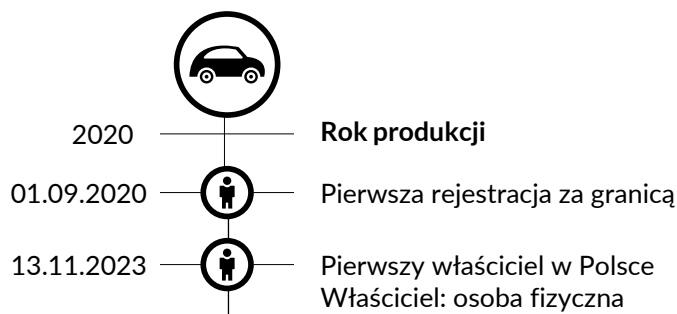 2020 Rok produkcji
01.09.2020 Pierwsza rejestracja za granicą
13.11.2023 Pierwszy właściciel w Polsce
Właściciel: osoba fizyczna